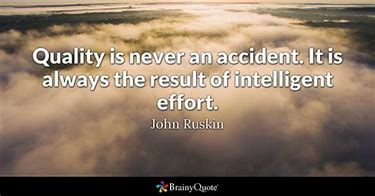 Quality is never an accident. It is
always the result of intelligent
effort.
John Ruskin
BrainyQuote®